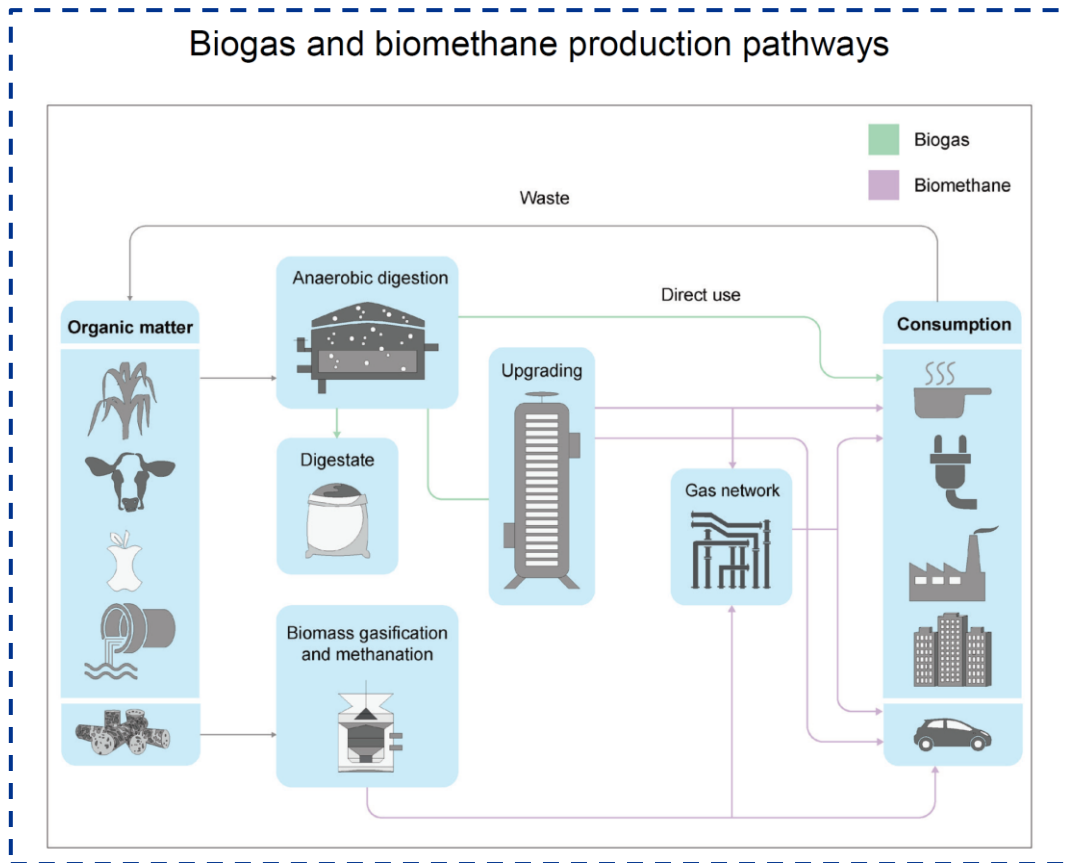 Biogas and biomethane production pathways
Biogas
Biomethane
Waste
Anaerobic digestion
Direct use
Organic matter
Consumption
Upgrading
Digestate
Gas network
Biomass gasification
and methanation